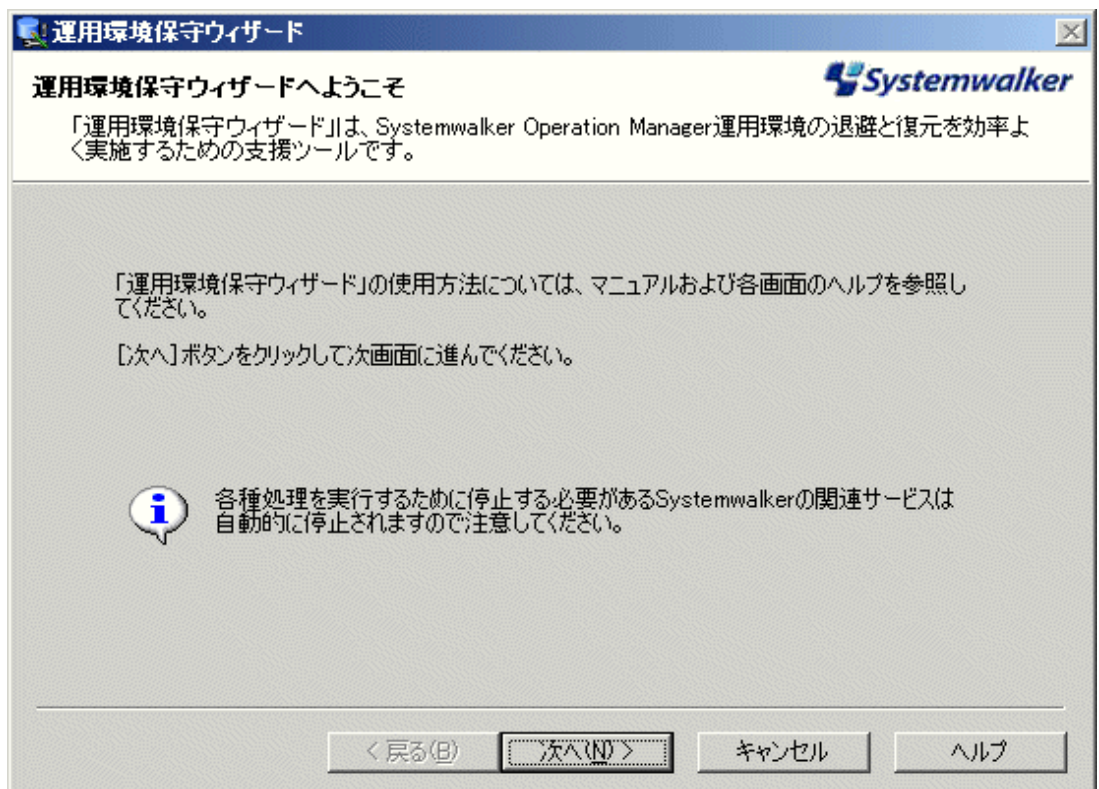 運用環境保守ウィザード
Systemwalker
運用環境保守ウィザードへようこそ
「運用環境保守ウィザード」は、Systemwalker Operation Manager運用環境の退避と復元を効率よ
く実施するための支援ツールです。
「運用環境保守ウィザード」の使用方法については、マニュアルおよび各画面のヘルプを参照し
てください。
[次へ]ボタンをクリックして次画面に進んでください。
各種処理を実行するために停止する必要があるSystemwalkerの関連サービスは
自動的に停止されますので注意してください。
< 戻る(B)
次へ(N) >
キャンセル
ヘルプ